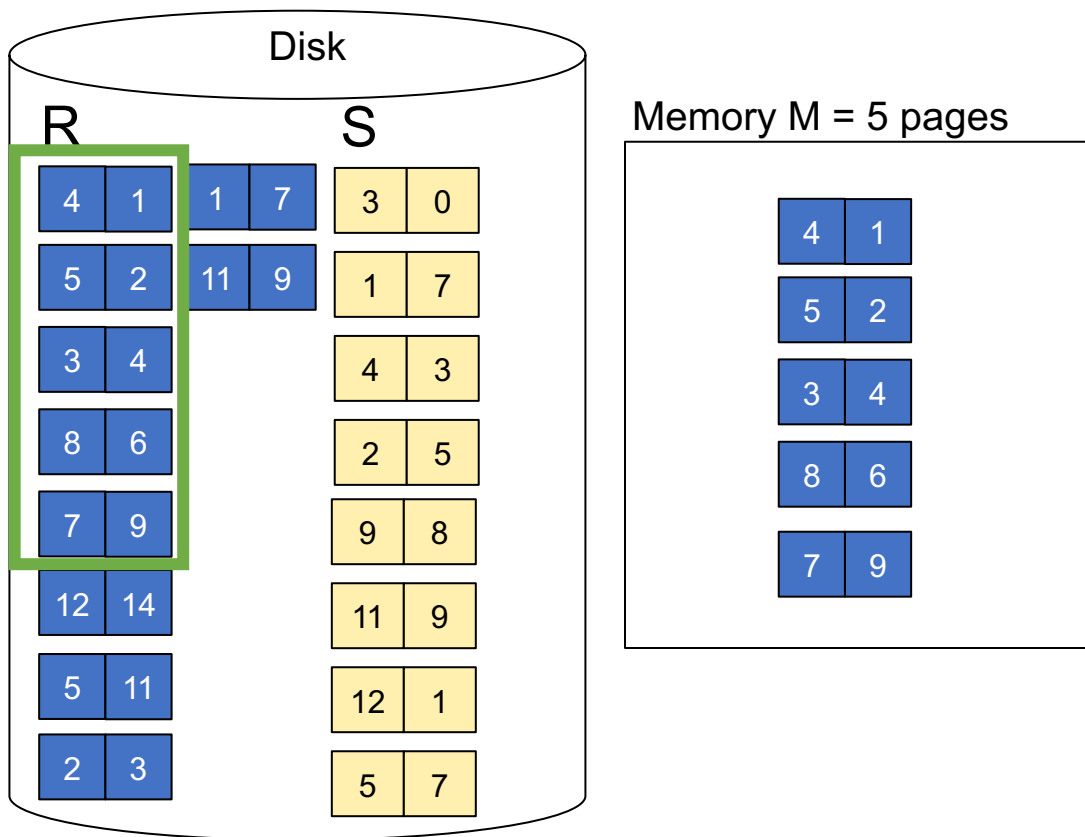 Disk
R S
4 1 1 7 3 0
5 2 11 9 1 7
3 4 4 3
8 6 2 5
7 9 9 8
12 14 11 9
5 11 12 1
2 3 5 7
Memory M = 5 pages
4 1
5 2
3 4
8 6
7 9